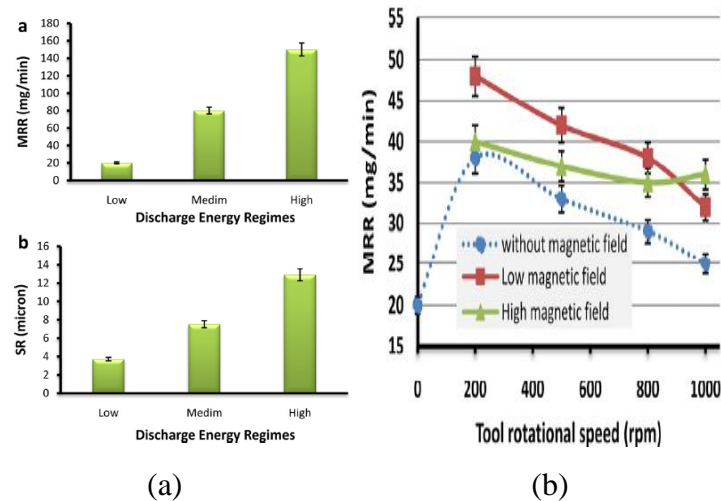 a
MRR (mg/min)
180
160
140
120
100
80
60
40
20
0
Low Medim High
Discharge Energy Regimes
b
SR (micron)
16
14
12
10
8
6
4
2
0
Low Medim High
Discharge Energy Regimes
(a)
b
MRR (mg/min)
55
50
45
40
35
30
25
20
15
without magnetic field
Low magnetic field
High magnetic field
0 200 400 600 800 1000
Tool rotational speed (rpm)
(b)